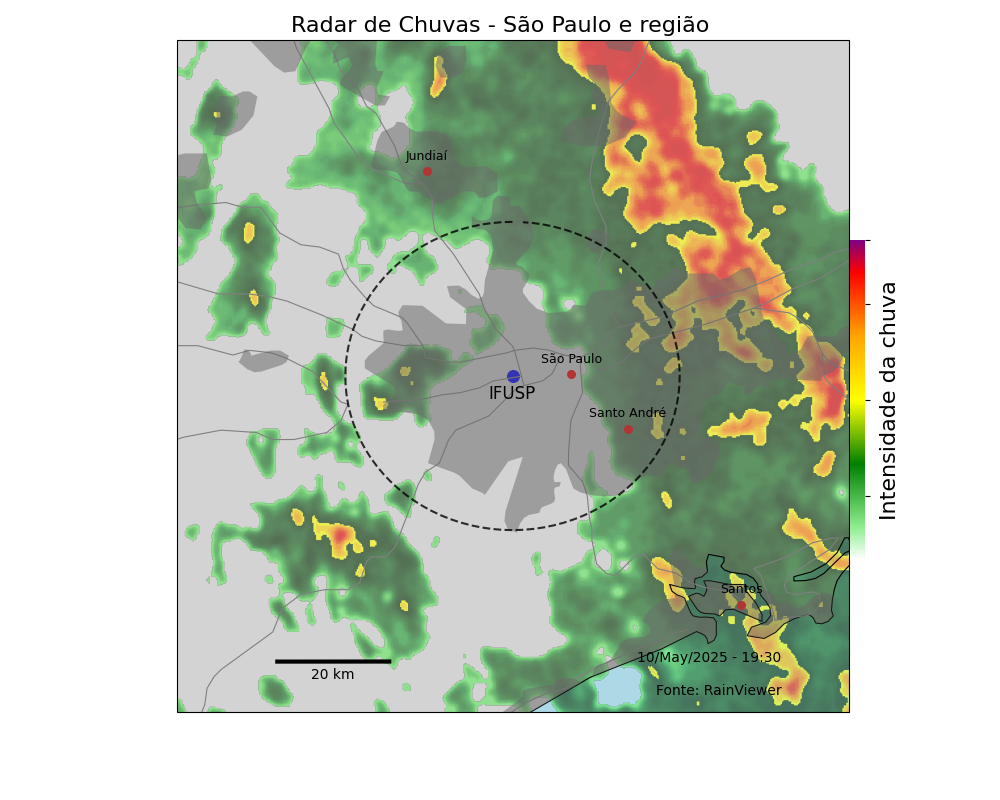 Radar de Chuvas - São Paulo e região
Jundiaí
São Paulo
IFUSP
Santo André
Intensidade da chuva
Santos
10/May/2025 - 19:30
20 km
Fonte: RainViewer